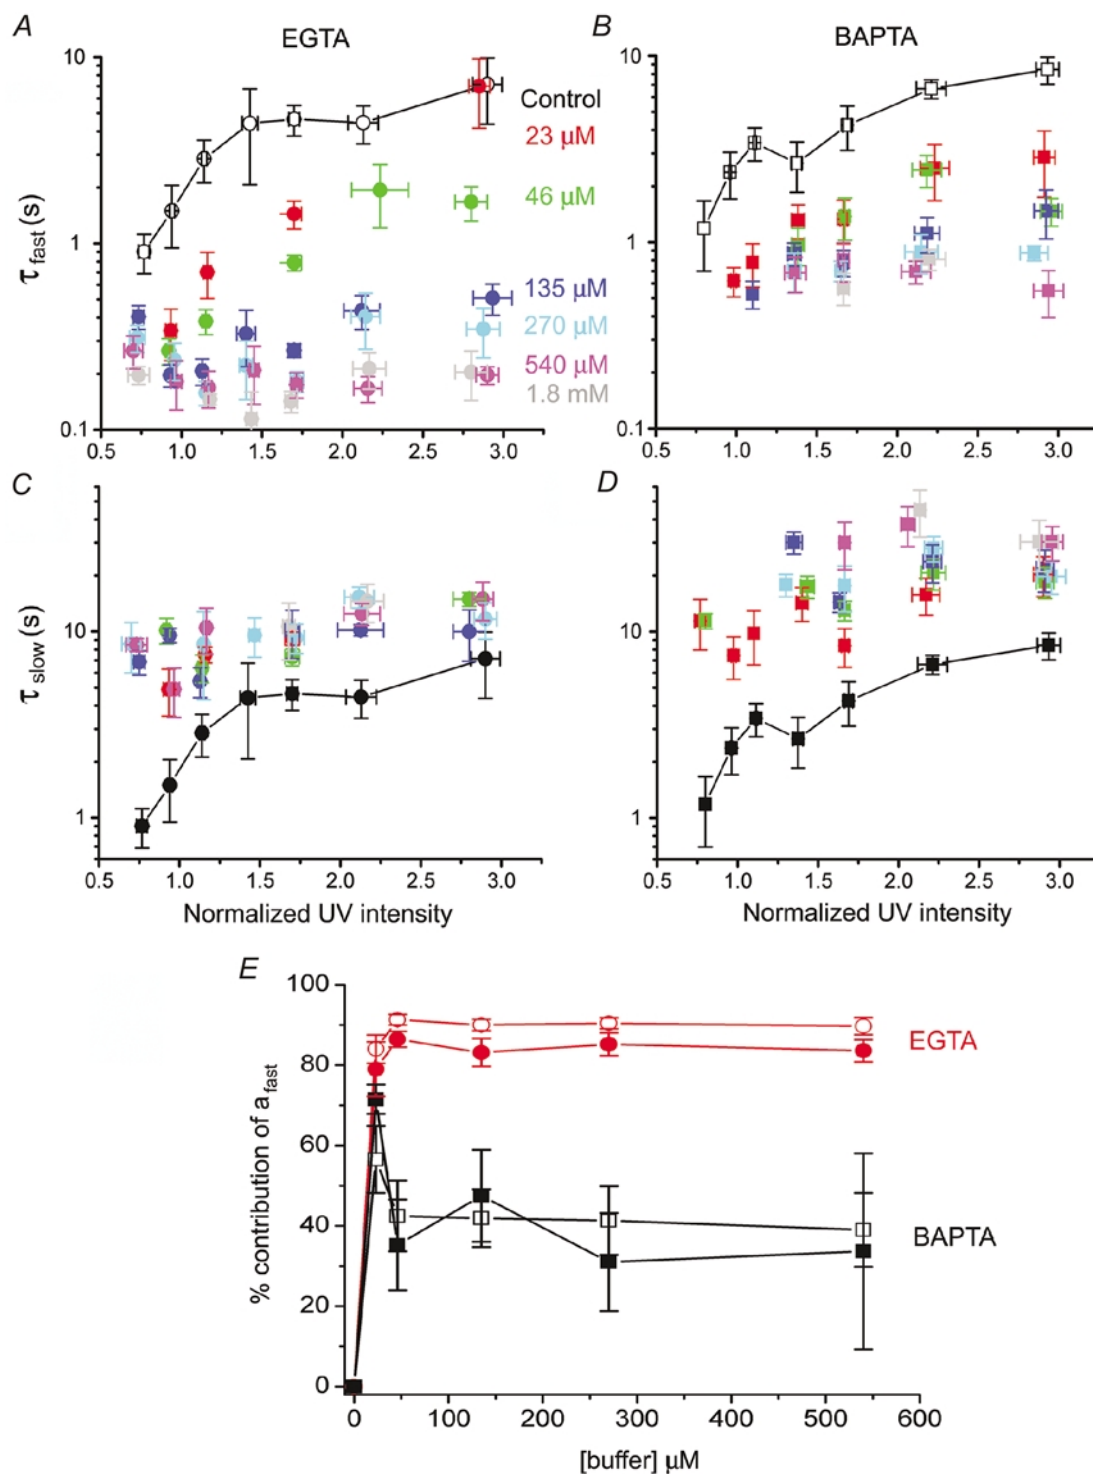 A
EGTA
B
BAPTA
10
1
0.1
τfast (s)
Control
23 µM
46 µM
135 µM
270 µM
540 µM
1.8 mM
0.5 1.0 1.5 2.0 2.5 3.0
10
1
0.1
τfast (s)
0.5 1.0 1.5 2.0 2.5 3.0
C
D
10
1
τslow (s)
0.5 1.0 1.5 2.0 2.5 3.0
Normalized UV intensity
10
1
τslow (s)
0.5 1.0 1.5 2.0 2.5 3.0
Normalized UV intensity
E
100
80
60
40
20
0
% contribution of afast
EGTA
BAPTA
0 100 200 300 400 500 600
[buffer] µM